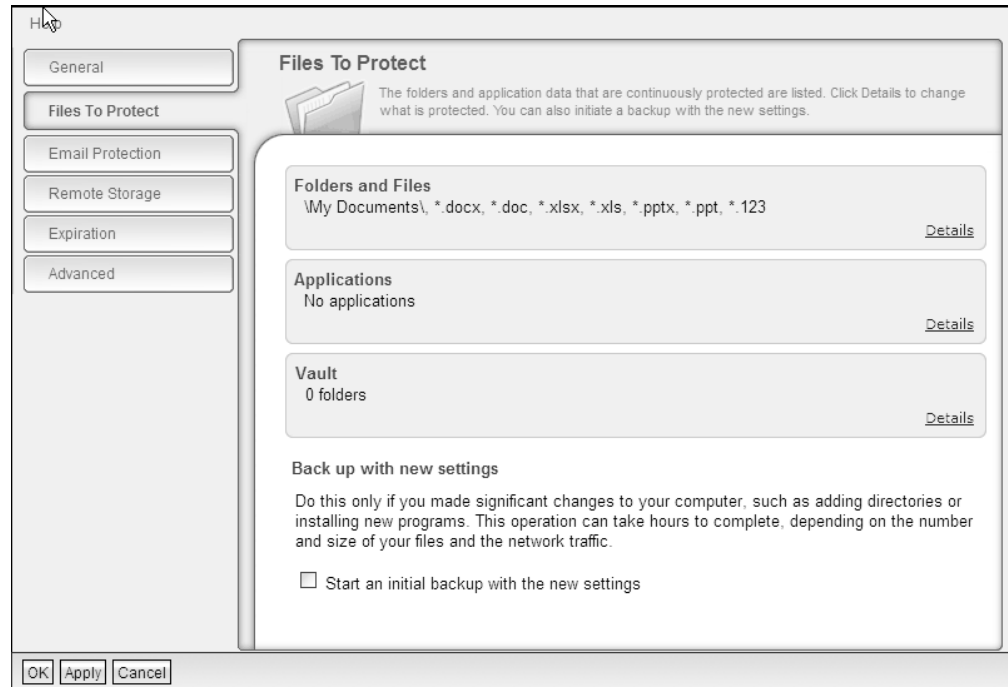 Help
General
Files To Protect
Email Protection
Remote Storage
Expiration
Advanced
Files To Protect
The folders and application data that are continuously protected are listed. Click Details to change
what is protected. You can also initiate a backup with the new settings.
Folders and Files
\My Documents\, *.docx, *.doc, *.xlsx, *.xls, *.pptx, *.ppt, *.123
Details
Applications
No applications
Details
Vault
0 folders
Details
Back up with new settings
Do this only if you made significant changes to your computer, such as adding directories or
installing new programs. This operation can take hours to complete, depending on the number
and size of your files and the network traffic.
Start an initial backup with the new settings
OK Apply Cancel